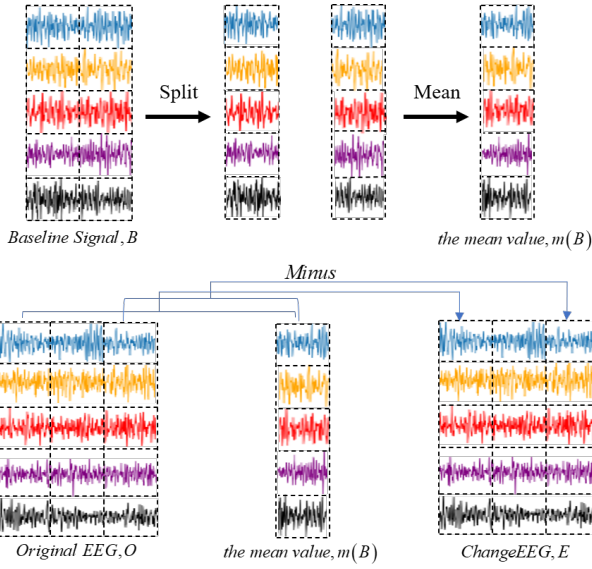 Split
Mean
Baseline Signal, B
the mean value, m(B)
Minus
Original EEG, O
the mean value, m(B)
ChangeEEG, E